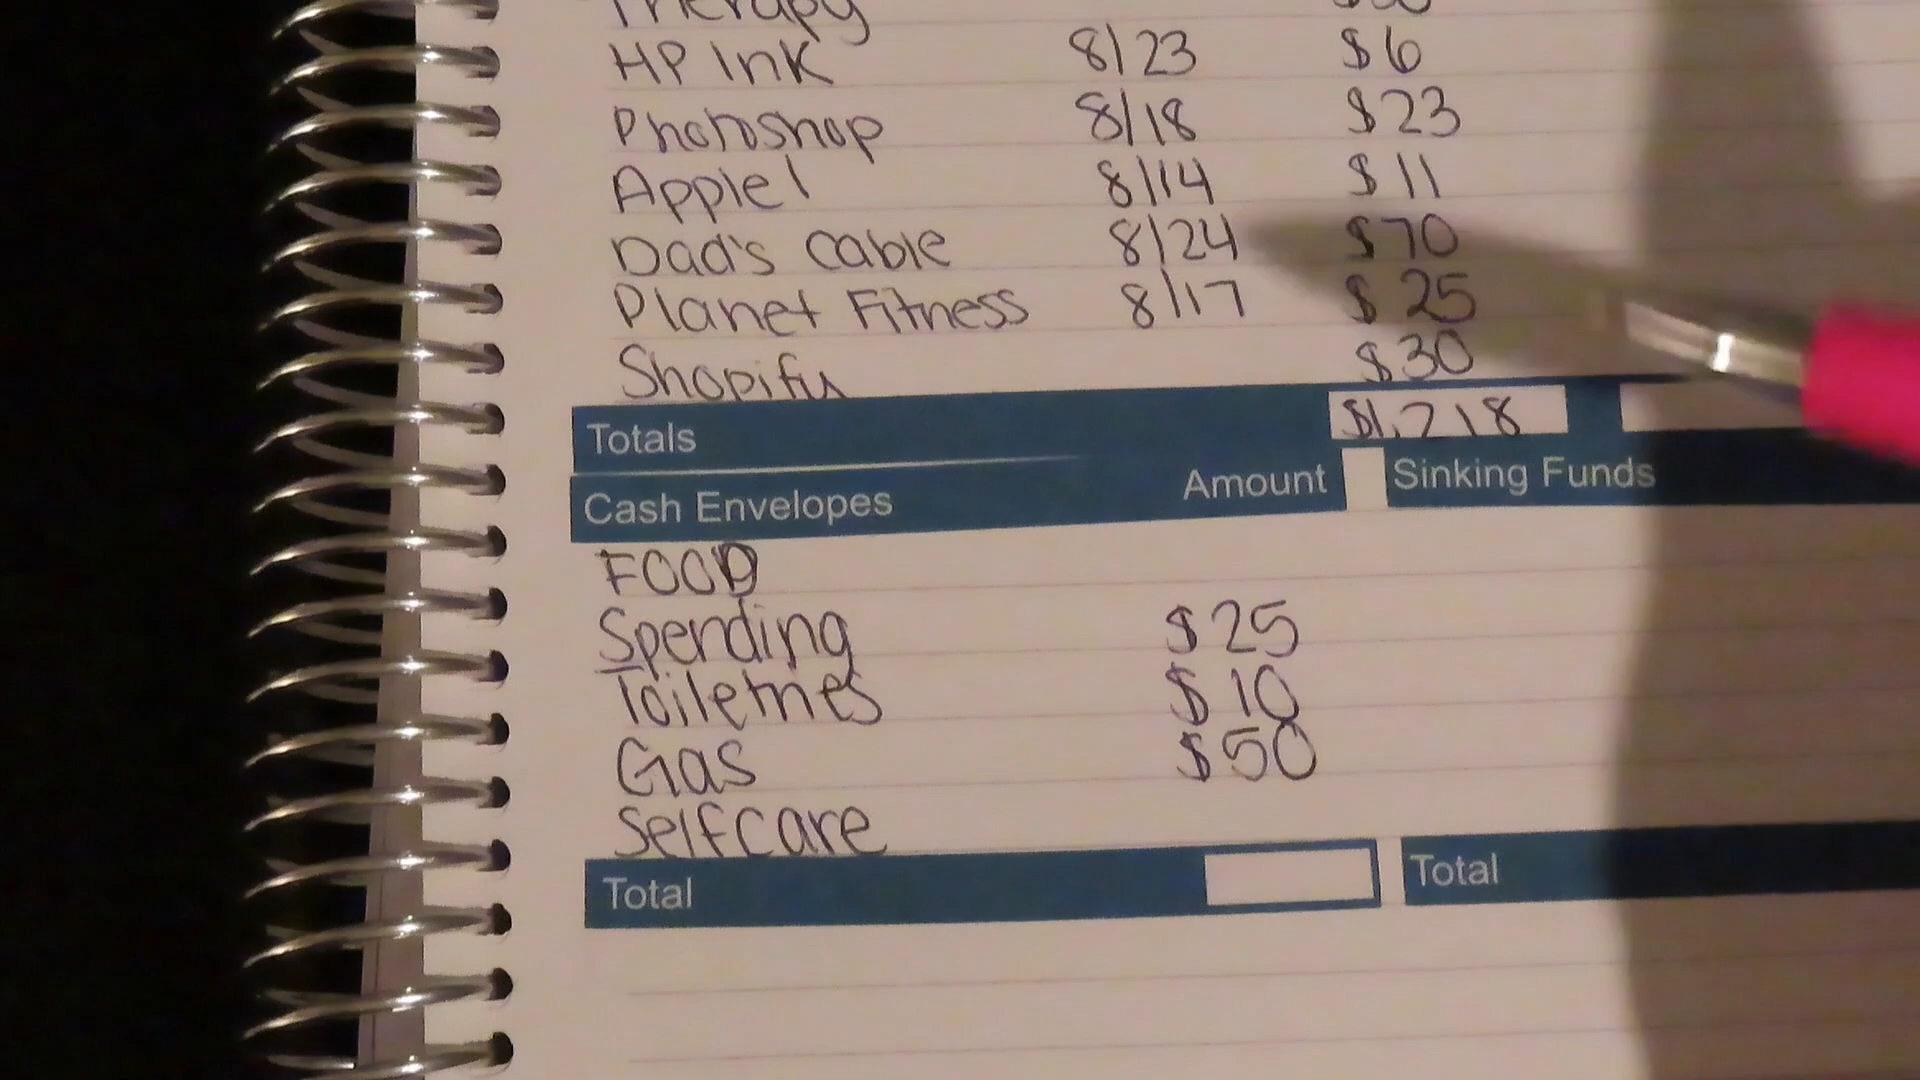 Therapy
HP Ink 8/23 $6
Photoshop 8/18 $23
Apple 8/14 $11
Dad's Cable 8/24 $70
Planet Fitness 8/17 $25
Shopify $30
Totals $1,218
Cash Envelopes Amount Sinking Funds
FOOD
Spending $25
Toiletries $10
Gas $50
Selfcare
Total Total